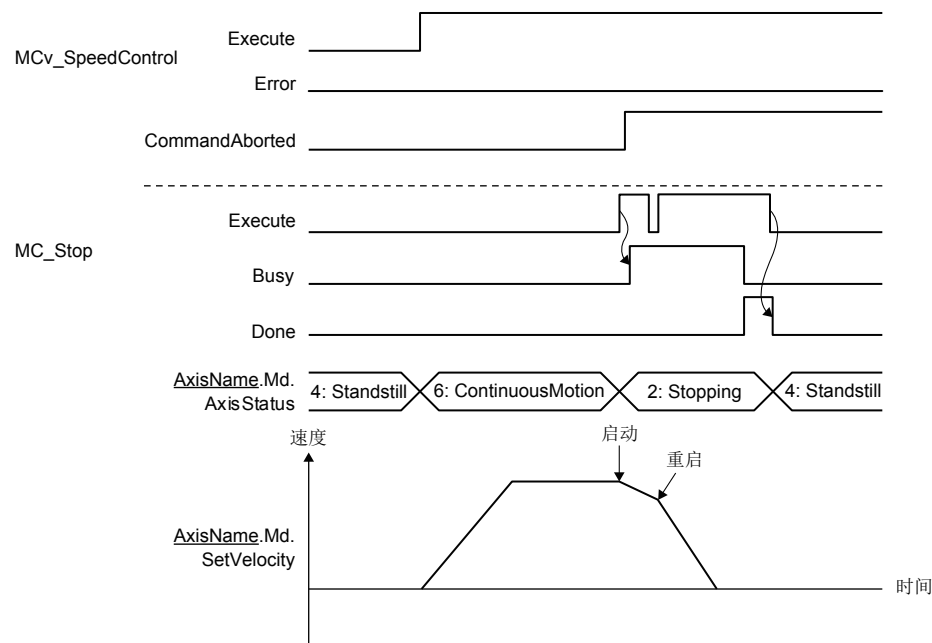 MCv_SpeedControl
Execute
Error
CommandAborted
MC_Stop
Execute
Busy
Done
AxisName.Md.
AxisStatus
4: Standstill
6: ContinuousMotion
2: Stopping
4: Standstill
速度
启动
重启
AxisName.Md.
SetVelocity
时间